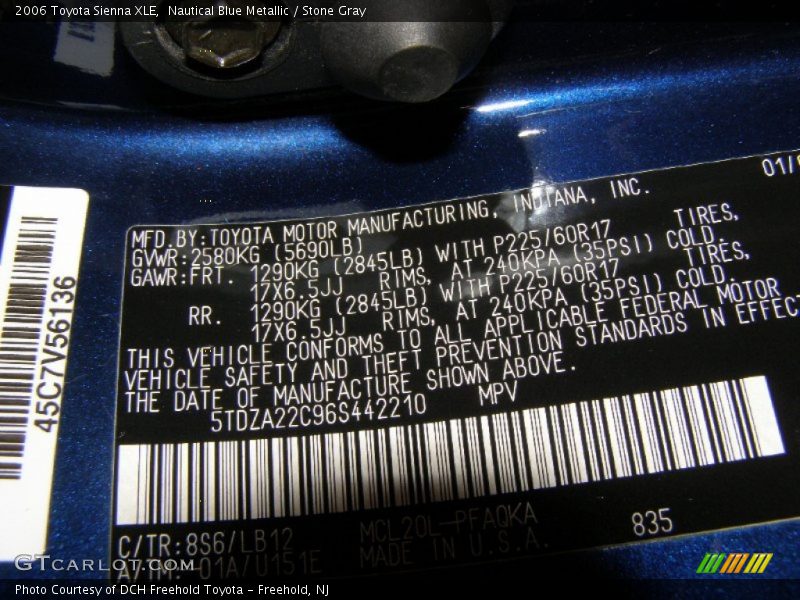 2006 Toyota Sienna XLE, Nautical Blue Metallic / Stone Gray
01/
MFD.BY:TOYOTA MOTOR MANUFACTURING, INDIANA, INC.
GVWR:2580KG (5690LB)
GAWR:FRT. 1290KG (2845LB) WITH P225/60R17 TIRES,
17X6.5JJ RIMS, AT 240KPA (35PSI) COLD.
RR. 1290KG (2845LB) WITH P225/60R17 TIRES,
17X6.5JJ RIMS, AT 240KPA (35PSI) COLD.
THIS VEHICLE CONFORMS TO ALL APPLICABLE FEDERAL MOTOR
VEHICLE SAFETY AND THEFT PREVENTION STANDARDS IN EFFECT
THE DATE OF MANUFACTURE SHOWN ABOVE.
5TDZA22C96S442210 MPV
45C7V56136
C/TR:8S6/LB12 MCL20L-PFAQKA 835
A/TM:-01A/U151E MADE IN U.S.A.
GTCarLot.com
Photo Courtesy of DCH Freehold Toyota - Freehold, NJ